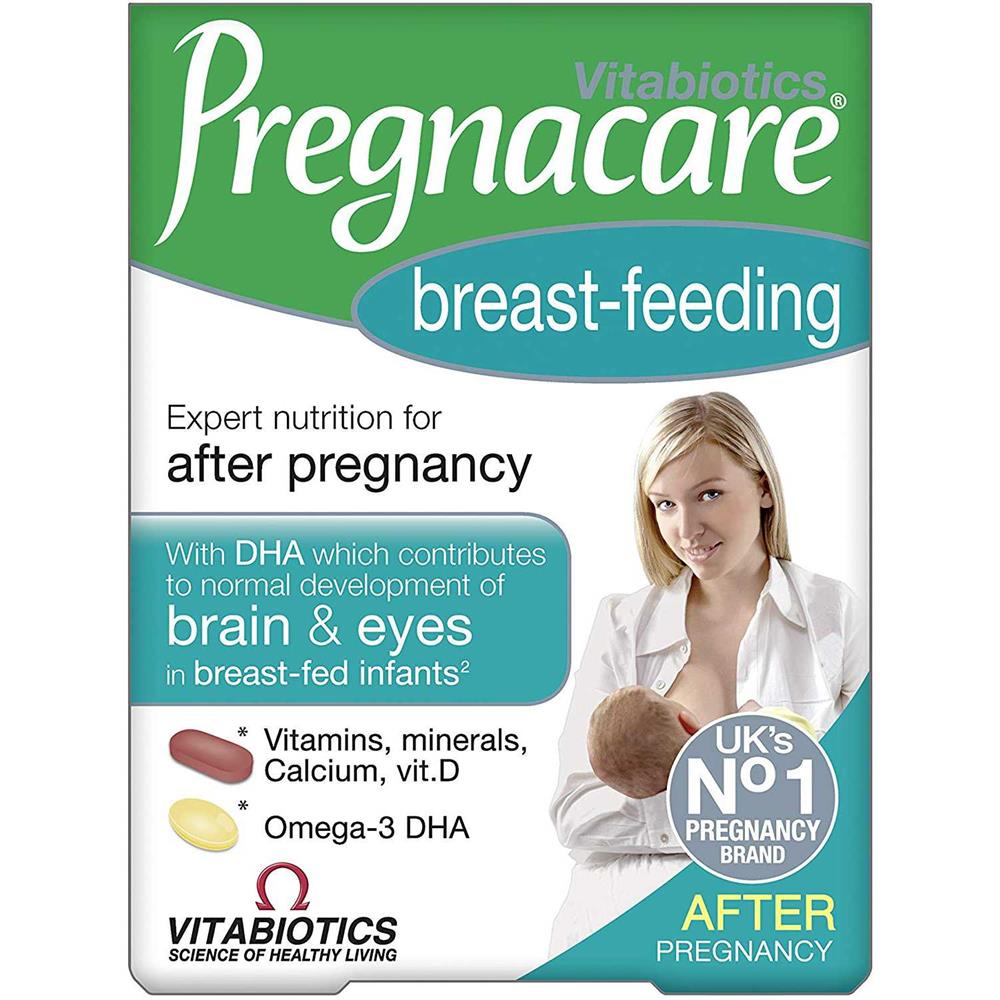 Vitabiotics
Pregnacare®
breast-feeding
Expert nutrition for
after pregnancy
With DHA which contributes
to normal development of
brain & eyes
in breast-fed infants²
* Vitamins, minerals,
Calcium, vit.D
* Omega-3 DHA
VITABIOTICS
SCIENCE OF HEALTHY LIVING
UK's
Nº1
PREGNANCY
BRAND
AFTER
PREGNANCY